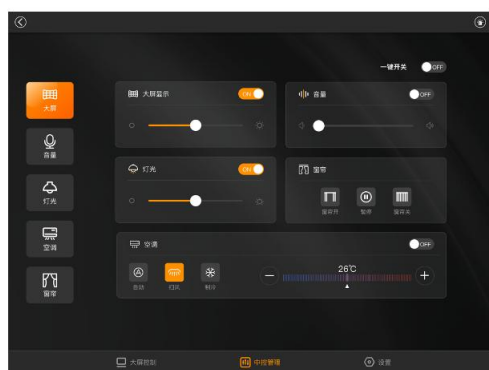 一键开关 OFF
大屏
音量
灯光
空调
窗帘
大屏显示 ON
音量 OFF
灯光 ON
窗帘
窗帘开 暂停 窗帘关
空调 OFF
自动 扫风 制冷
26℃
大屏控制 中控管理 设置